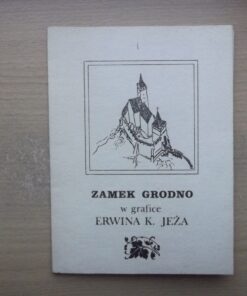 ZAMEK GRODNO
w grafice
ERWINA K. JEŻA